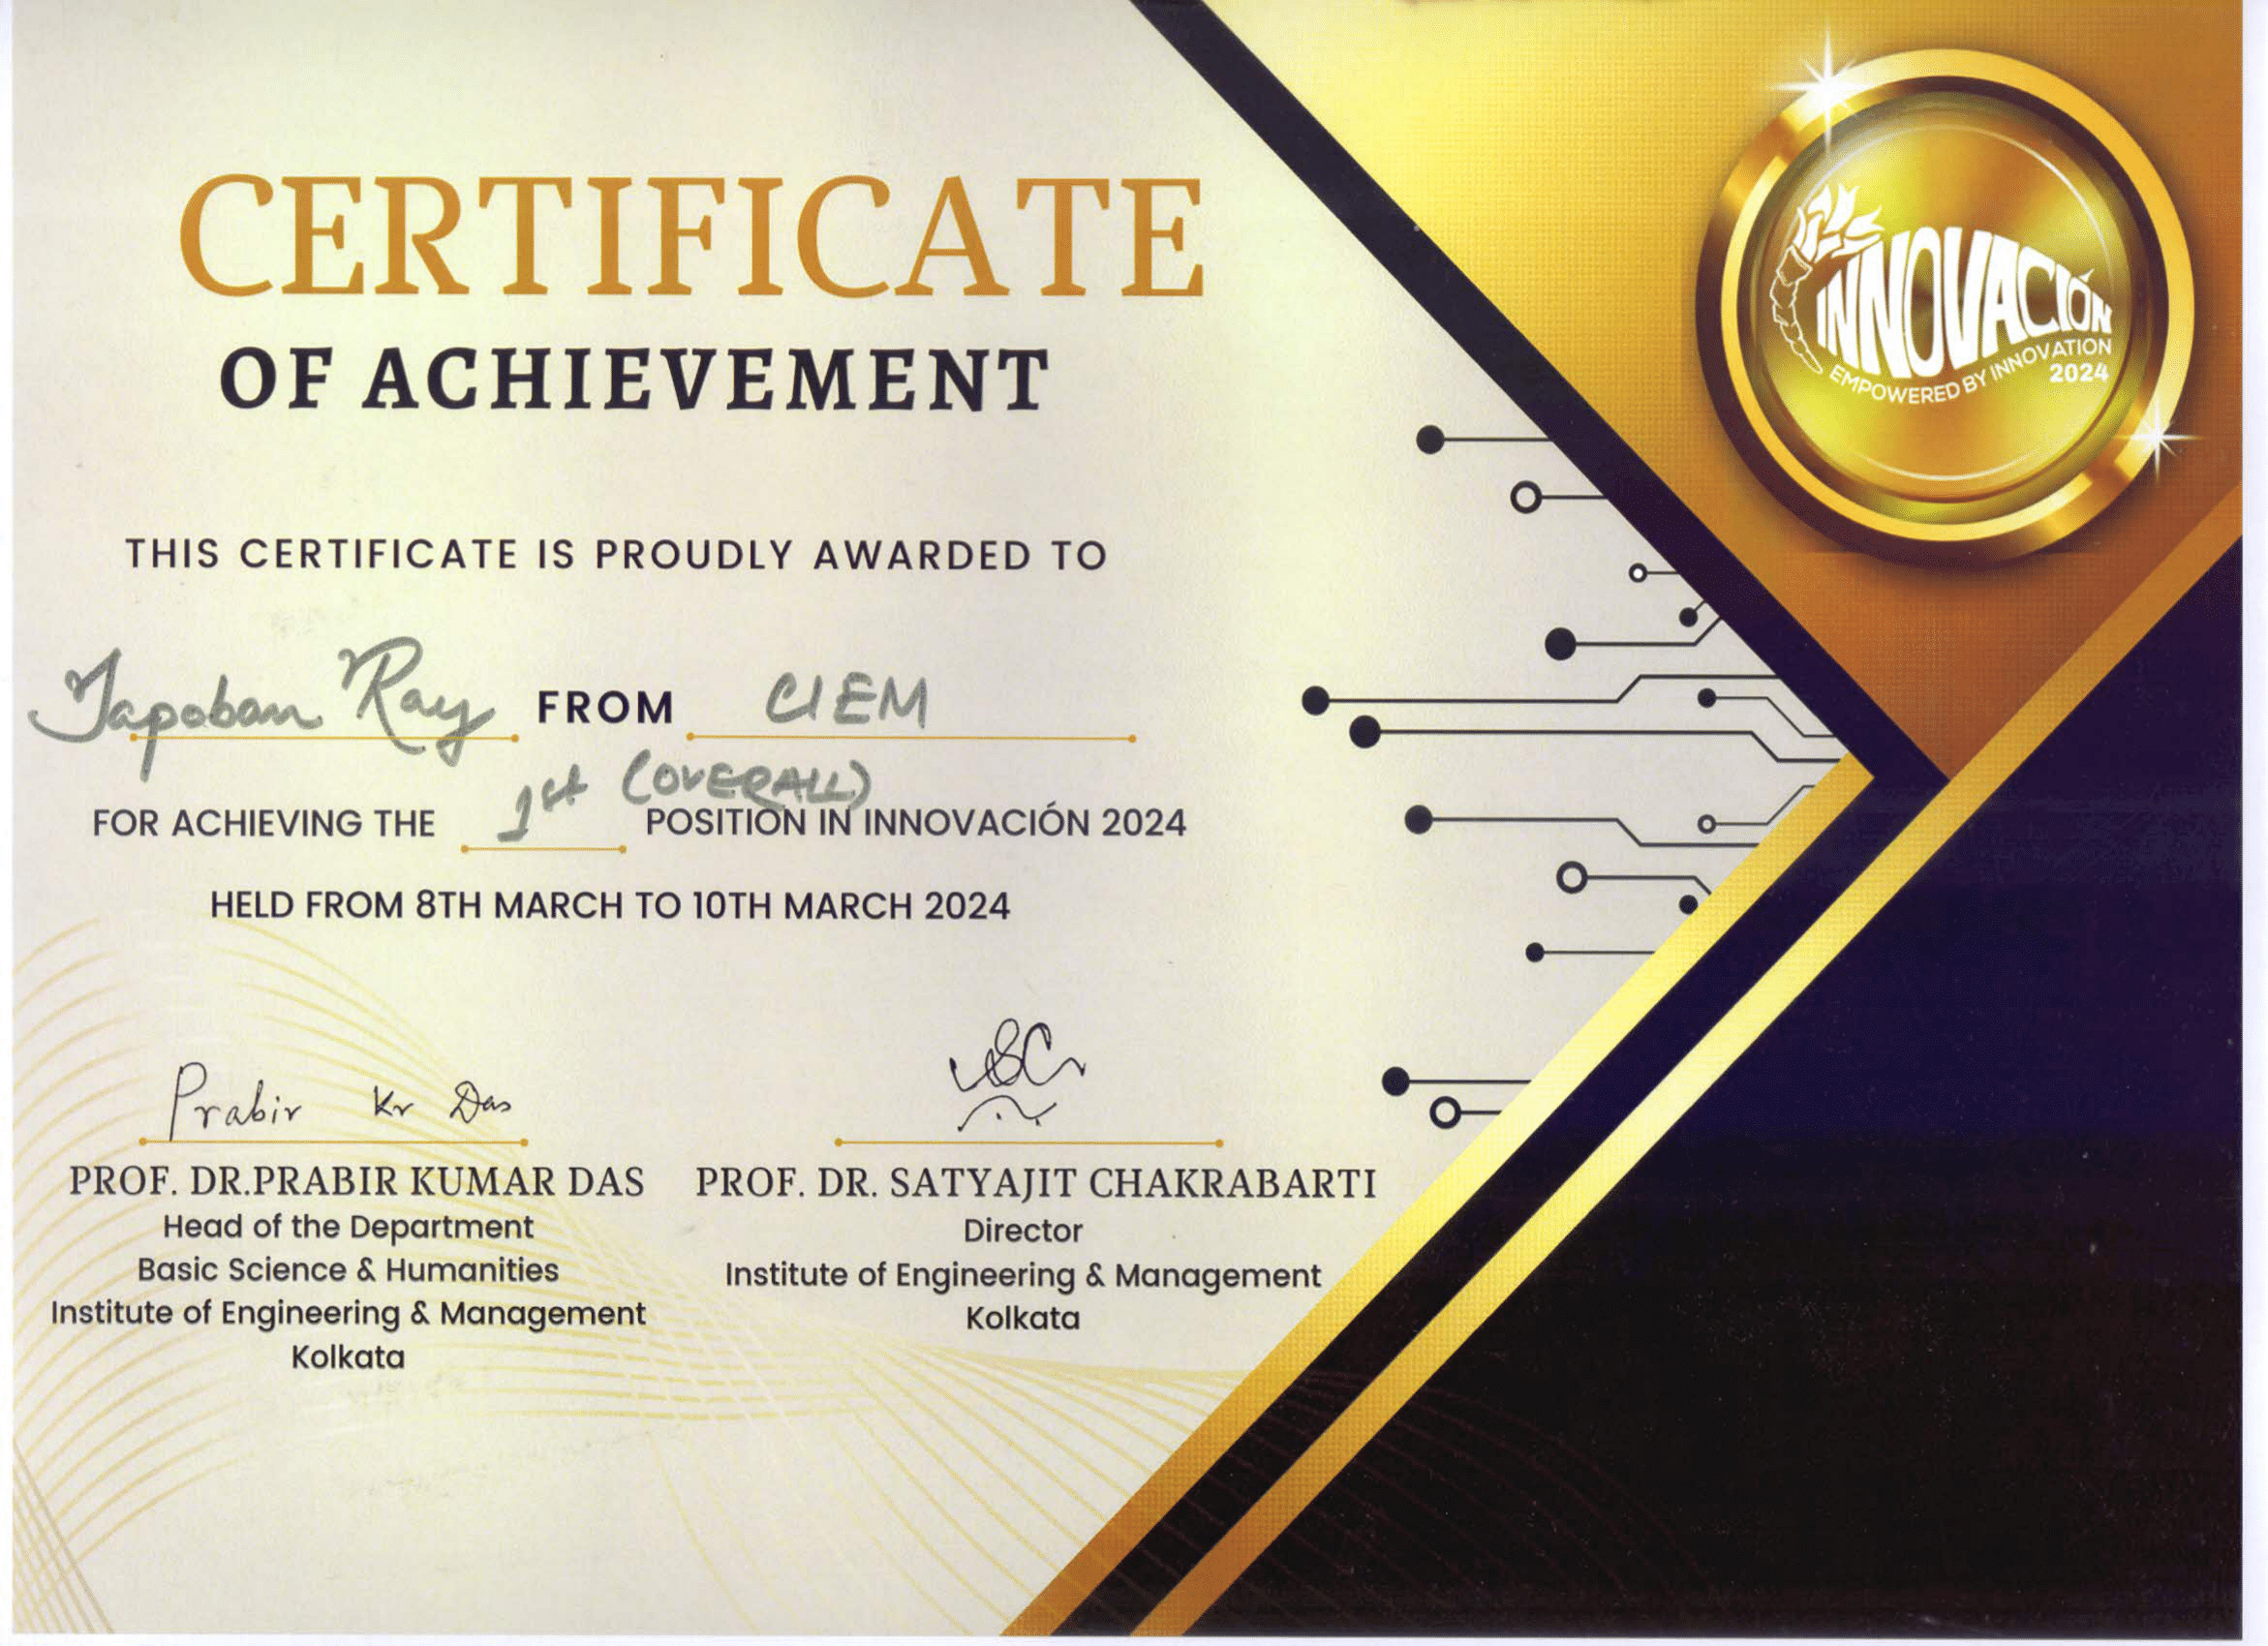 INNOVACIÓN
EMPOWERED BY INNOVATION
2024
CERTIFICATE
OF ACHIEVEMENT
THIS CERTIFICATE IS PROUDLY AWARDED TO
Tapoban Ray FROM CIEM
FOR ACHIEVING THE 1st (OVERALL) POSITION IN INNOVACIÓN 2024
HELD FROM 8TH MARCH TO 10TH MARCH 2024
Prabir Kr Das
PROF. DR.PRABIR KUMAR DAS
Head of the Department
Basic Science & Humanities
Institute of Engineering & Management
Kolkata
PROF. DR. SATYAJIT CHAKRABARTI
Director
Institute of Engineering & Management
Kolkata